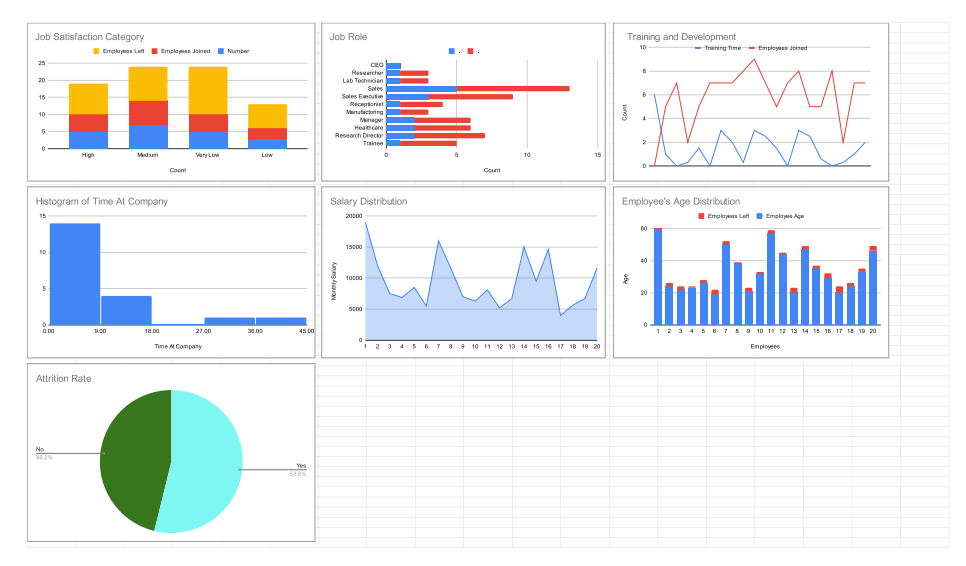 Job Satisfaction Category
Employees Left Employees Joined Number
25
20
15
10
5
0
High Medium Very Low Low
Count
Job Role
. .
CEO
Researcher
Lab Technician
Sales
Sales Executive
Receptionist
Manufacturing
Manager
Healthcare
Research Director
Trainee
0 5 10 15
Count
Training and Development
Training Time Employees Joined
10
8
6
4
2
0
Count
Histogram of Time At Company
15
10
5
0
0.00 9.00 18.00 27.00 36.00 45.00
Time At Company
Salary Distribution
20000
15000
10000
5000
0
Monthly Salary
1 2 3 4 5 6 7 8 9 10 11 12 13 14 15 16 17 18 19 20
Employee's Age Distribution
Employees Left Employee Age
60
40
20
0
Age
1 2 3 4 5 6 7 8 9 10 11 12 13 14 15 16 17 18 19 20
Employees
Attrition Rate
No
46.2%
Yes
53.8%